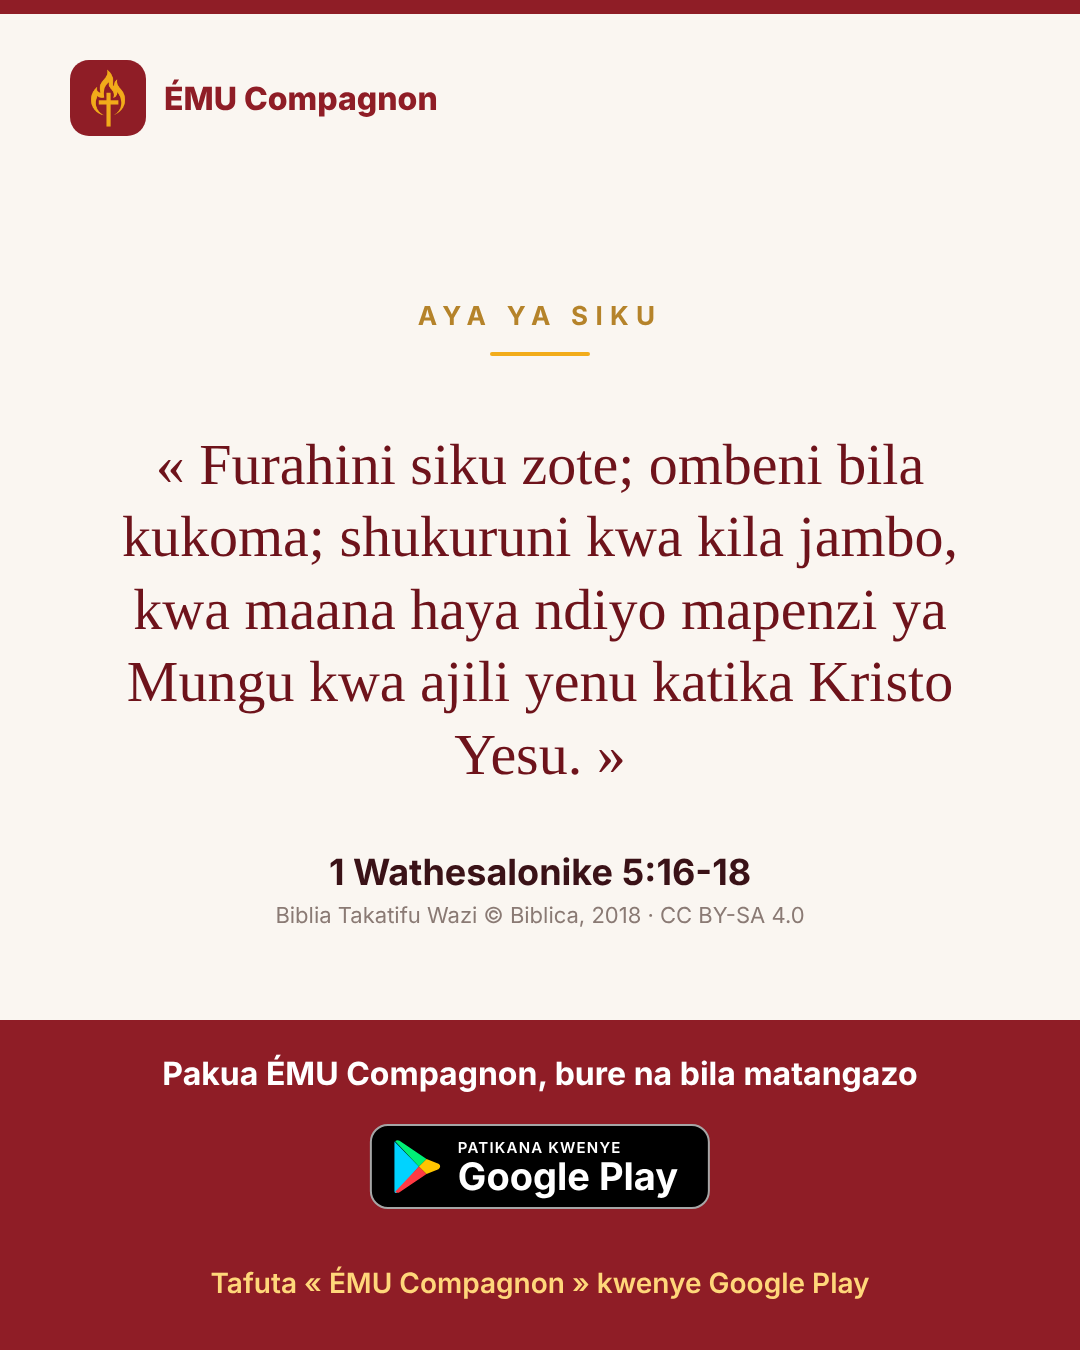 ÉMU Compagnon
AYA YA SIKU
« Furahini siku zote; ombeni bila
kukoma; shukuruni kwa kila jambo,
kwa maana haya ndiyo mapenzi ya
Mungu kwa ajili yenu katika Kristo
Yesu. »
1 Wathesalonike 5:16-18
Biblia Takatifu Wazi © Biblica, 2018 · CC BY-SA 4.0
Pakua ÉMU Compagnon, bure na bila matangazo
PATIKANA KWENYE
Google Play
Tafuta « ÉMU Compagnon » kwenye Google Play